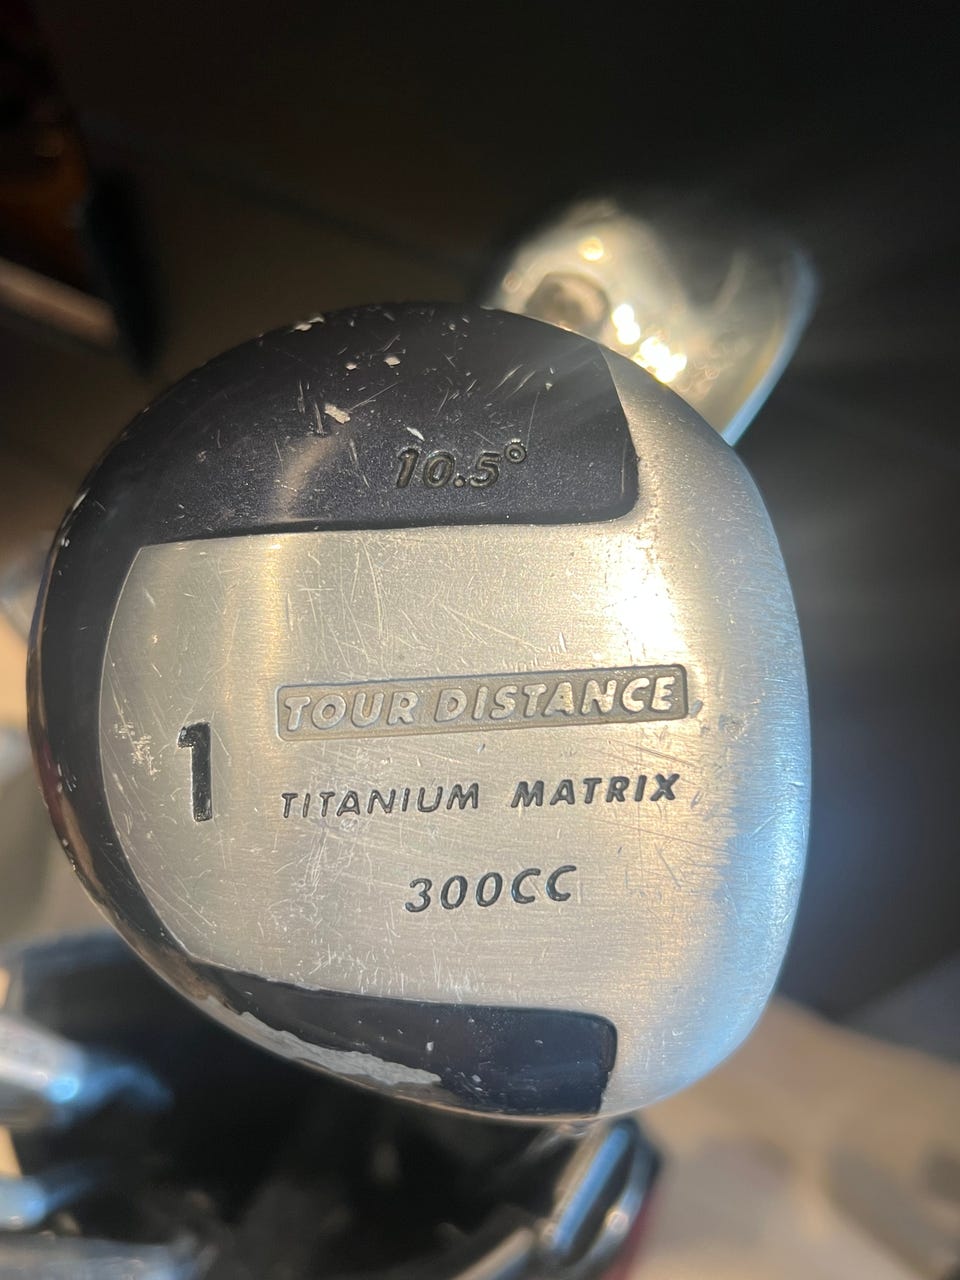 10.5°
TOUR DISTANCE
1
TITANIUM MATRIX
300CC